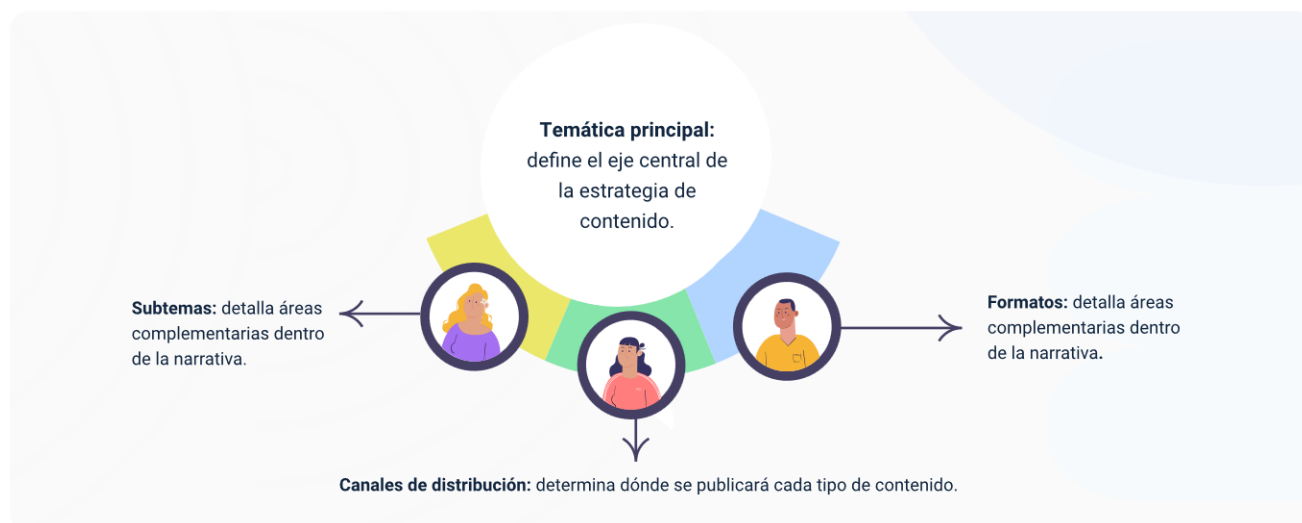 Temática principal:
define el eje central de
la estrategia de
contenido.
Subtemas: detalla áreas
complementarias dentro
de la narrativa.
Formatos: detalla áreas
complementarias dentro
de la narrativa.
Canales de distribución: determina dónde se publicará cada tipo de contenido.